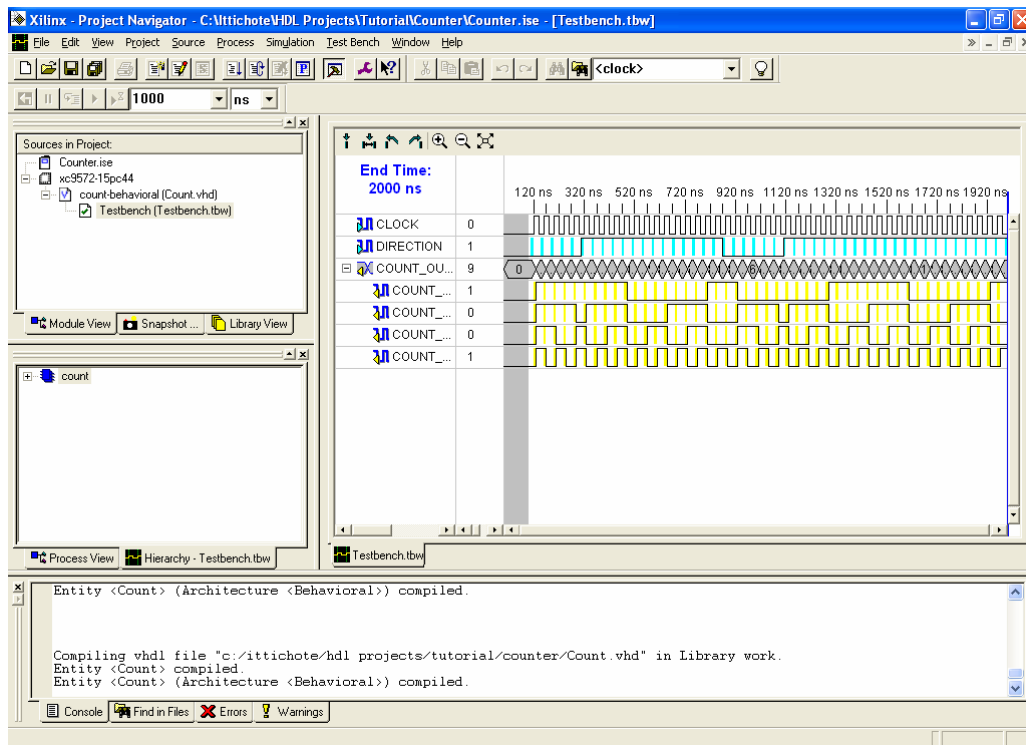 Xilinx - Project Navigator - C:\Ittichote\HDL Projects\Tutorial\Counter\Counter.ise - [Testbench.tbw]
File Edit View Project Source Process Simulation Test Bench Window Help
<clock>
1000 ns
Sources in Project:
Counter.ise
xc9572-15pc44
count-behavioral (Count.vhd)
Testbench (Testbench.tbw)
Module View Snapshot ... Library View
count
Process View Hierarchy - Testbench.tbw
End Time:
2000 ns
120 ns 320 ns 520 ns 720 ns 920 ns 1120 ns 1320 ns 1520 ns 1720 ns 1920 ns
CLOCK 0
DIRECTION 1
COUNT_OU... 9 0 6 1
COUNT_... 1
COUNT_... 0
COUNT_... 0
COUNT_... 1
Testbench.tbw
Entity <Count> (Architecture <Behavioral>) compiled.
Compiling vhdl file "c:/ittichote/hdl projects/tutorial/counter/Count.vhd" in Library work.
Entity <Count> compiled.
Entity <Count> (Architecture <Behavioral>) compiled.
Console Find in Files Errors Warnings